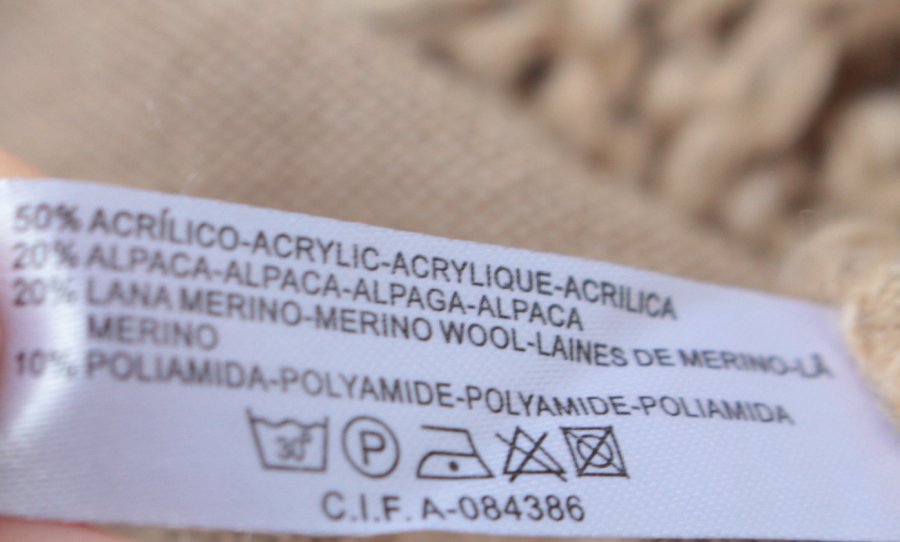 50% ACRÍLICO-ACRYLIC-ACRYLIQUE-ACRILICA
20% ALPACA-ALPACA-ALPAGA-ALPACA
20% LANA MERINO-MERINO WOOL-LAINES DE MERINO-LÃ
MERINO
10% POLIAMIDA-POLYAMIDE-POLYAMIDE-POLIAMIDA
30°
P
C.I.F. A-084386